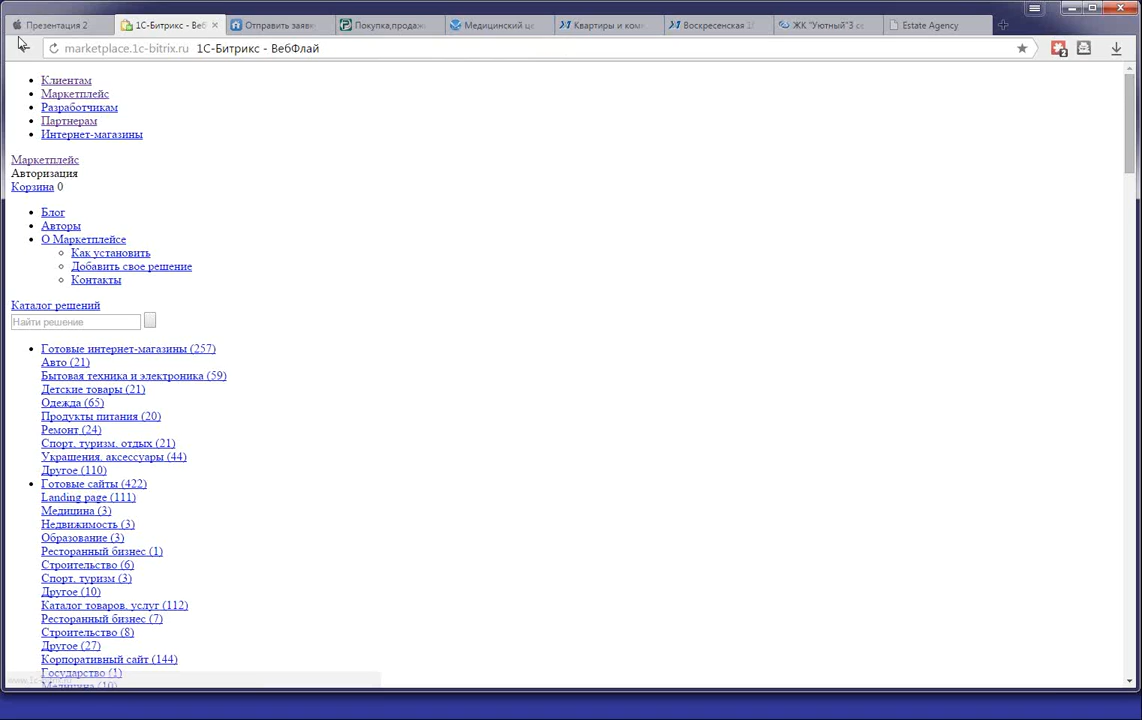 Презентация 2
1С-Битрикс - Веб
Отправить заявк
Покупка,продаж
Медицинский це
Квартиры и ком
Воскресенская 1
ЖК "Уютный"3 сс
Estate Agency
marketplace.1c-bitrix.ru 1С-Битрикс - ВебФлай
2
Клиентам
Маркетплейс
Разработчикам
Партнерам
Интернет-магазины
Маркетплейс
Авторизация
Корзина 0
Блог
Авторы
О Маркетплейсе
Как установить
Добавить свое решение
Контакты
Каталог решений
Найти решение
Готовые интернет-магазины (257)
Авто (21)
Бытовая техника и электроника (59)
Детские товары (21)
Одежда (65)
Продукты питания (20)
Ремонт (24)
Спорт, туризм, отдых (21)
Украшения, аксессуары (44)
Другое (110)
Готовые сайты (422)
Landing page (111)
Медицина (3)
Недвижимость (3)
Образование (3)
Ресторанный бизнес (1)
Строительство (6)
Спорт, туризм (3)
Другое (10)
Каталог товаров, услуг (112)
Ресторанный бизнес (7)
Строительство (8)
Другое (27)
Корпоративный сайт (144)
Государство (1)
Медицина (10)